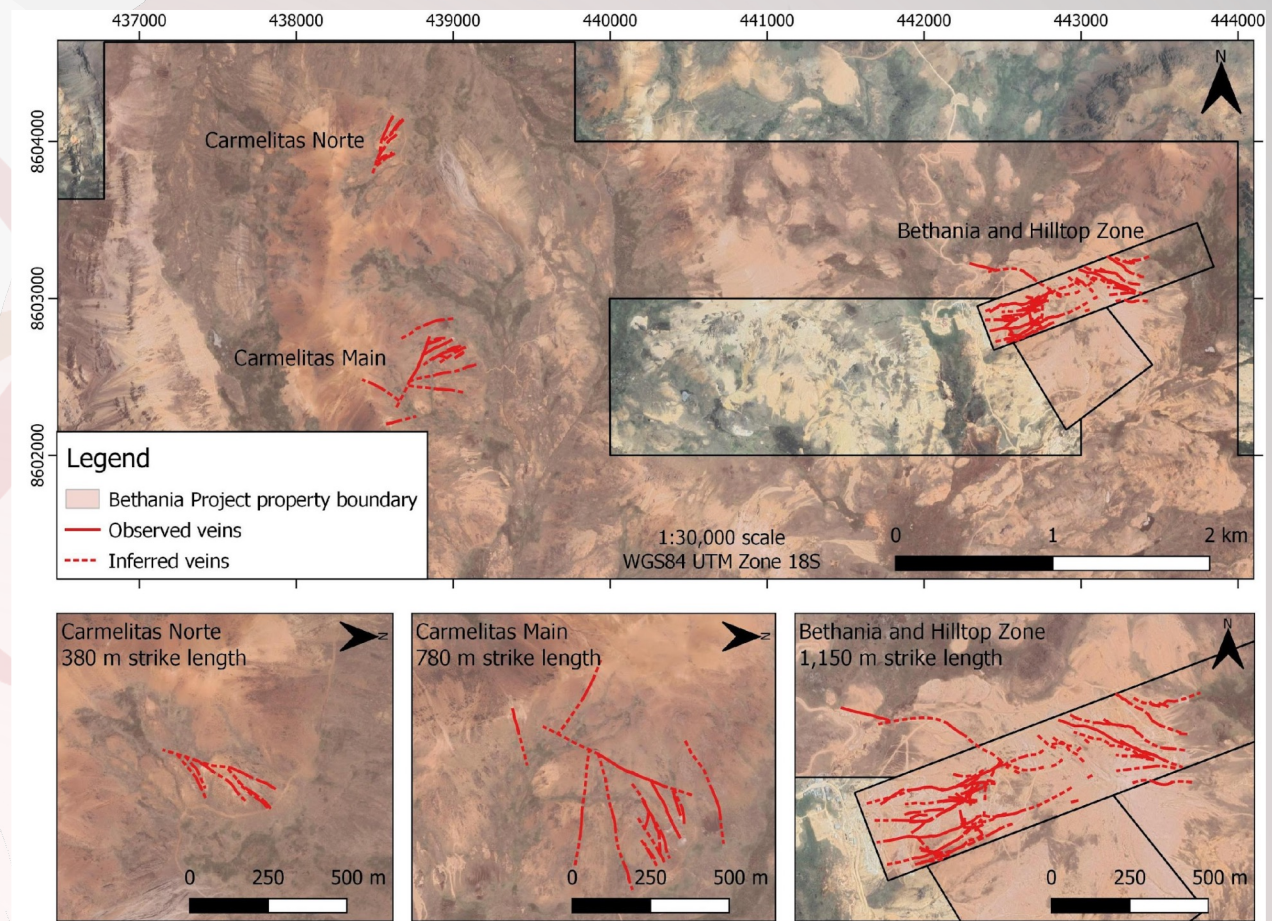 437000 438000 439000 440000 441000 442000 443000 444000
N
8604000
8603000
8602000
Carmelitas Norte
Bethania and Hilltop Zone
Carmelitas Main
Legend
Bethania Project property boundary
Observed veins
Inferred veins
1:30,000 scale
WGS84 UTM Zone 18S
0 1 2 km
Carmelitas Norte
380 m strike length
N
0 250 500 m
Carmelitas Main
780 m strike length
N
0 250 500 m
Bethania and Hilltop Zone
1,150 m strike length
N
0 250 500 m